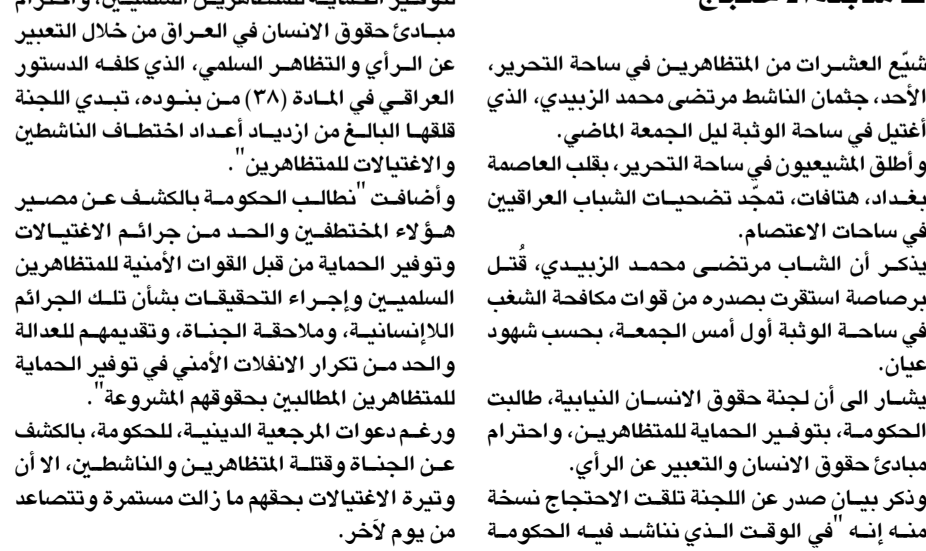 شيّع العشرات من المتظاهرين في ساحة التحرير،
الأحد، جثمان الناشط مرتضى محمد الزبيدي، الذي
أغتيل في ساحة الوثبة ليل الجمعة الماضي.
وأطلق المشيعيون في ساحة التحرير، بقلب العاصمة
بغداد، هتافات، تمجّد تضحيات الشباب العراقيين
في ساحات الاعتصام.
يذكر أن الشاب مرتضى محمد الزبيدي، قُتل
برصاصة استقرت بصدره من قوات مكافحة الشغب
في ساحة الوثبة أول أمس الجمعة، بحسب شهود
عيان.
يشار الى أن لجنة حقوق الانسان النيابية، طالبت
الحكومة، بتوفير الحماية للمتظاهرين، واحترام
مبادئ حقوق الانسان والتعبير عن الرأي.
وذكر بيان صدر عن اللجنة تلقت الاحتجاج نسخة
منه إنه "في الوقت الذي نناشد فيه الحكومة
لتوفير الحماية للمتظاهرين السلميين، واحترام
مبادئ حقوق الانسان في العراق من خلال التعبير
عن الرأي والتظاهر السلمي، الذي كلفه الدستور
العراقي في المادة (٣٨) من بنوده، تبدي اللجنة
قلقها البالغ من ازدياد أعداد اختطاف الناشطين
والاغتيالات للمتظاهرين".
وأضافت "نطالب الحكومة بالكشف عن مصير
هؤلاء المختطفين والحد من جرائم الاغتيالات
وتوفير الحماية من قبل القوات الأمنية للمتظاهرين
السلميين وإجراء التحقيقات بشأن تلك الجرائم
اللاإنسانية، وملاحقة الجناة، وتقديمهم للعدالة
والحد من تكرار الانفلات الأمني في توفير الحماية
للمتظاهرين المطالبين بحقوقهم المشروعة".
ورغم دعوات المرجعية الدينية، للحكومة، بالكشف
عن الجناة وقتلة المتظاهرين والناشطين، الا أن
وتيرة الاغتيالات بحقهم ما زالت مستمرة وتتصاعد
من يوم لآخر.